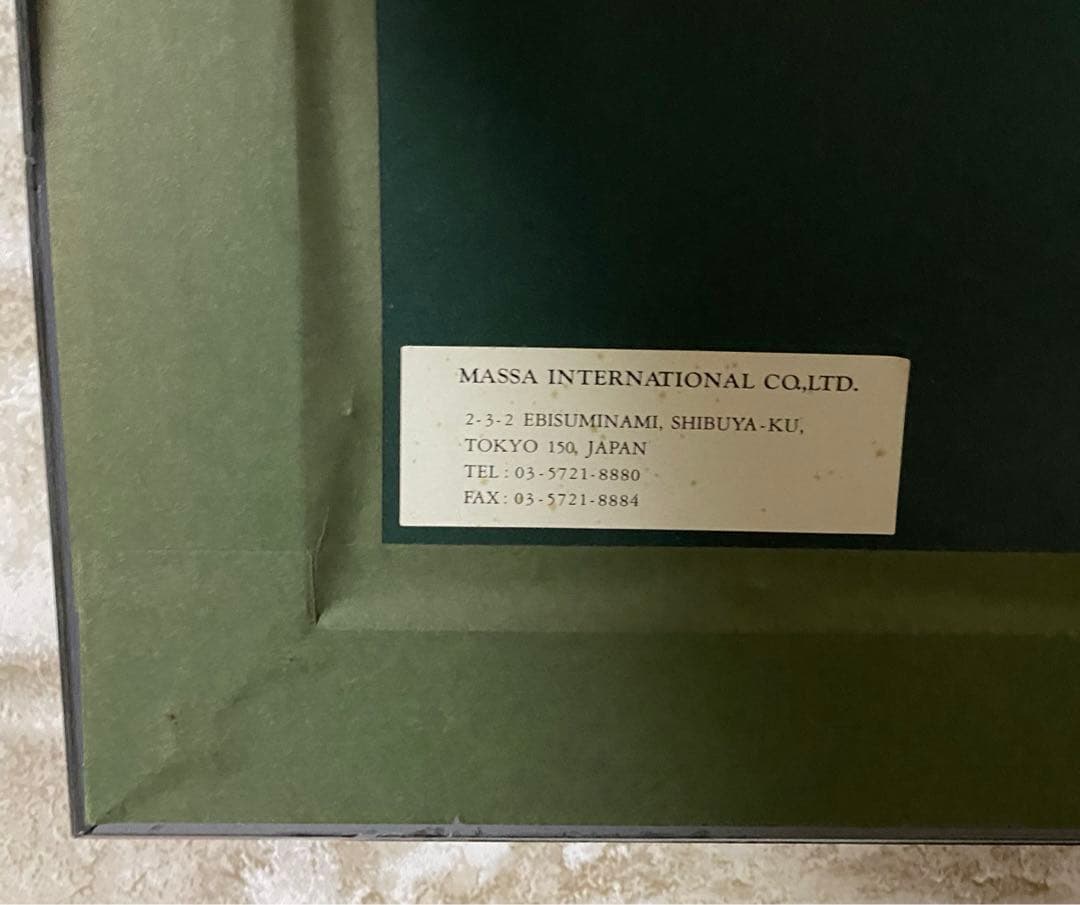 MASSA INTERNATIONAL CO.,LTD.
2-3-2 EBISUMINAMI, SHIBUYA-KU,
TOKYO 150, JAPAN
TEL : 03-5721-8880
FAX : 03-5721-8884